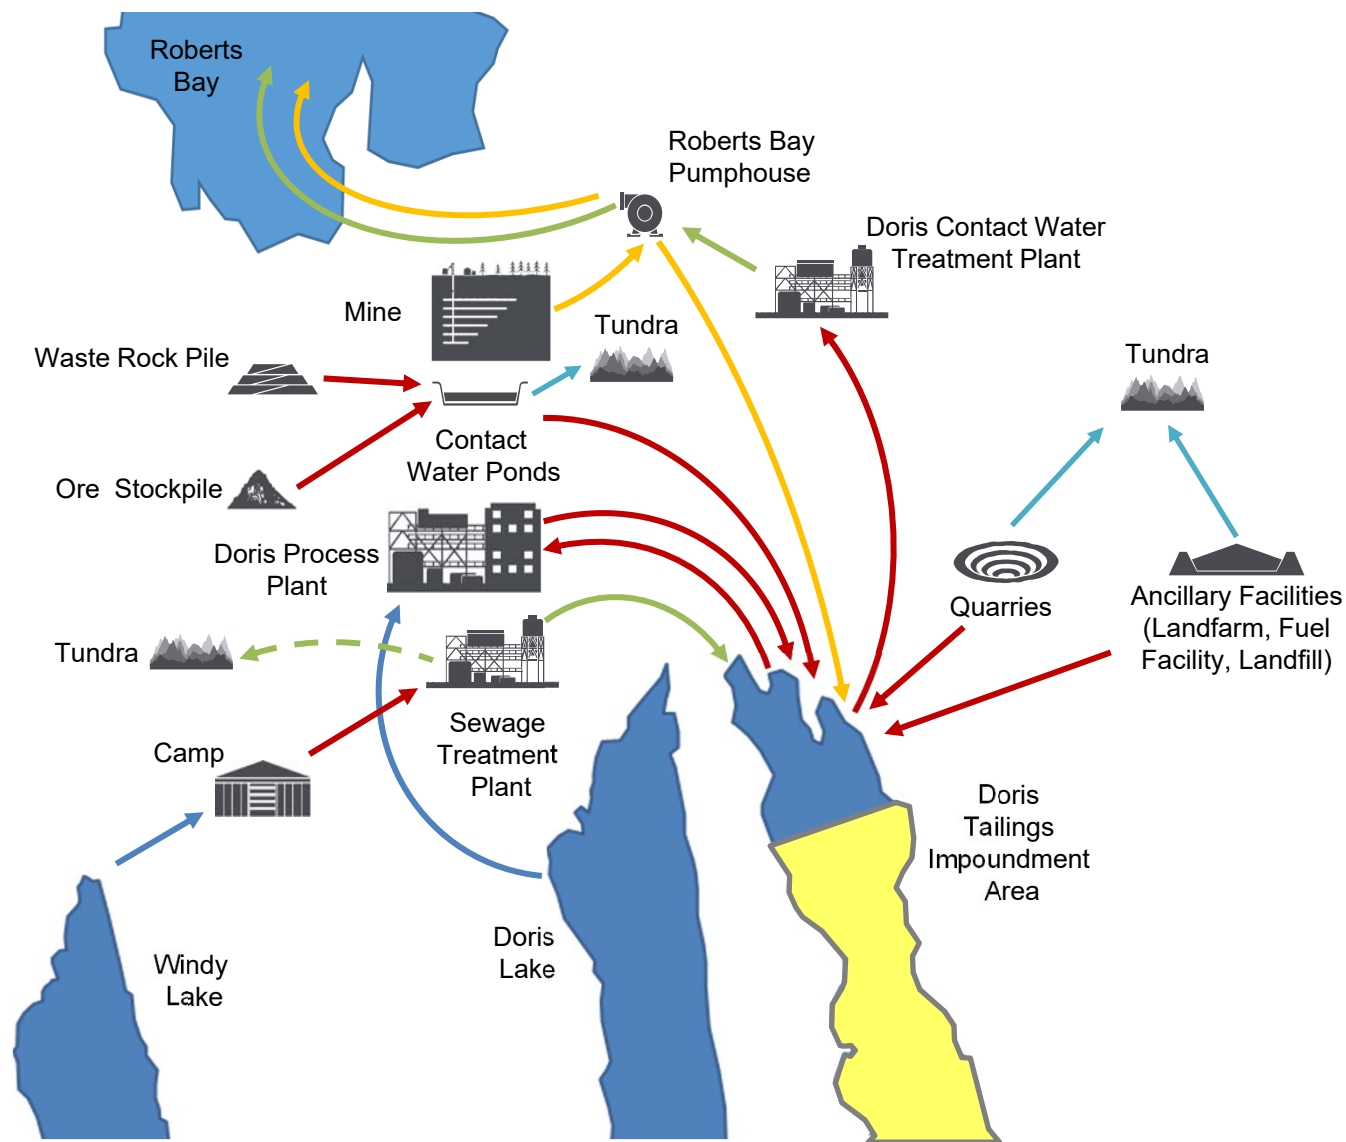 Roberts
Bay
Roberts Bay
Pumphouse
Doris Contact Water
Treatment Plant
Mine
Tundra
Waste Rock Pile
Tundra
Contact
Water Ponds
Ore Stockpile
Doris Process
Plant
Quarries
Ancillary Facilities
(Landfarm, Fuel
Facility, Landfill)
Tundra
Sewage
Treatment
Plant
Camp
Doris
Tailings
Impoundment
Area
Doris
Lake
Windy
Lake